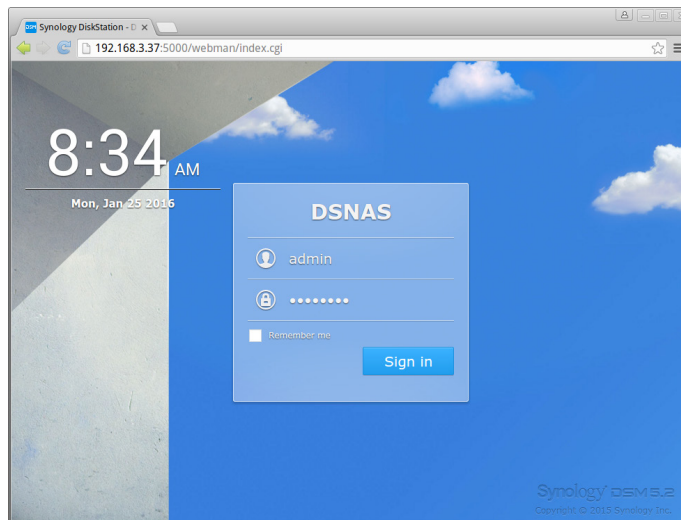 Synology DiskStation - D
192.168.3.37:5000/webman/index.cgi
8:34 AM
Mon, Jan 25 2016
DSNAS
admin
••••••••
Remember me
Sign in
Synology DSM 5.2
Copyright © 2015 Synology Inc.